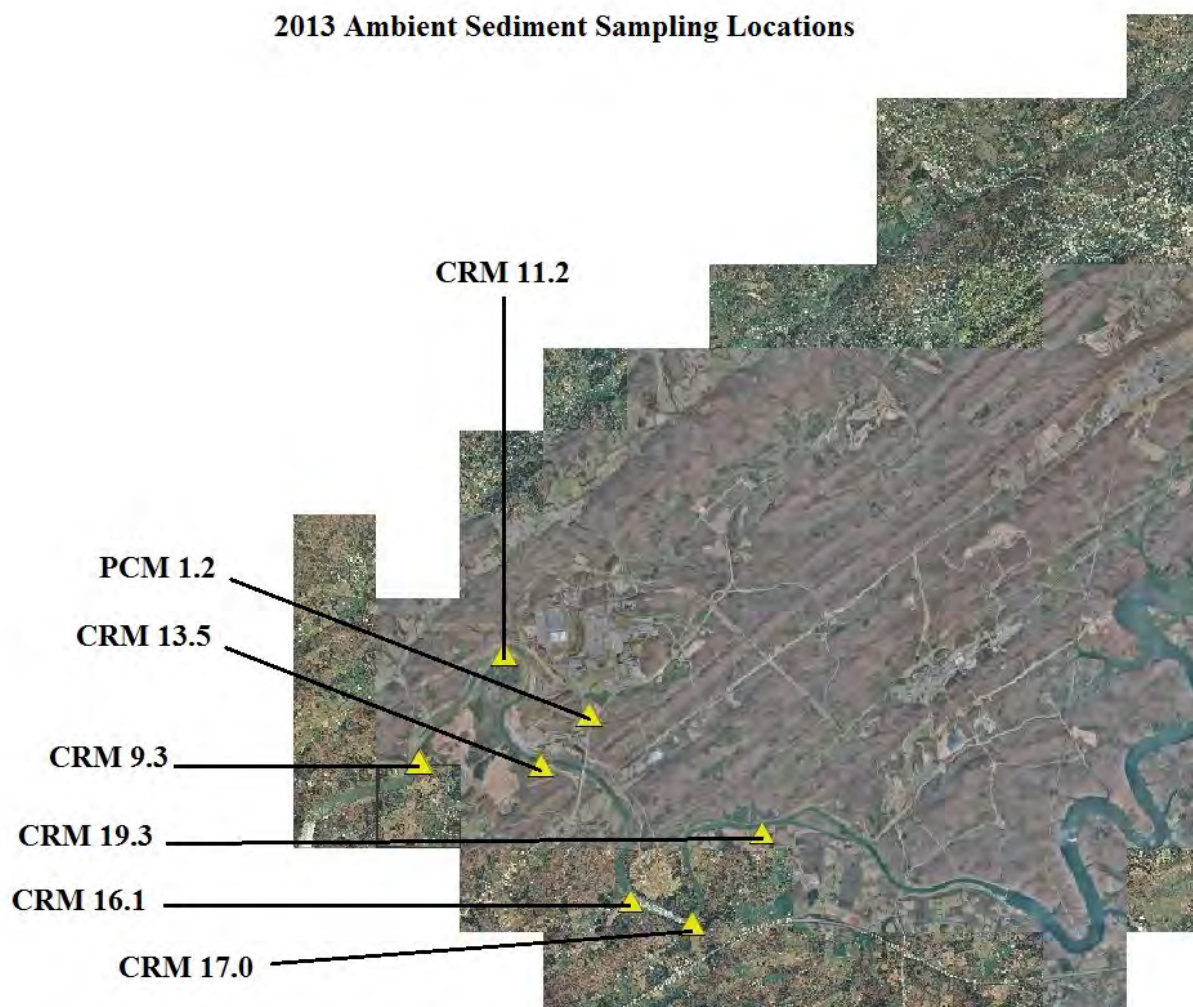 2013 Ambient Sediment Sampling Locations
CRM 11.2
PCM 1.2
CRM 13.5
CRM 9.3
CRM 19.3
CRM 16.1
CRM 17.0